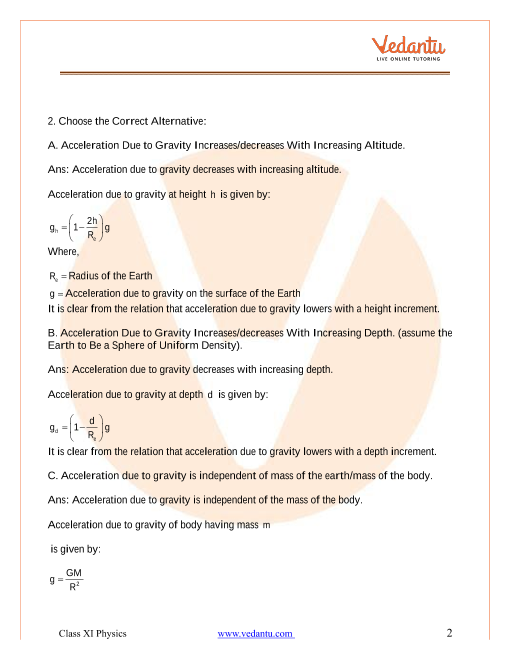 Vedantu
LIVE ONLINE TUTORING
2. Choose the Correct Alternative:
A. Acceleration Due to Gravity Increases/decreases With Increasing Altitude.
Ans: Acceleration due to gravity decreases with increasing altitude.
Acceleration due to gravity at height h is given by:
g_h = (1 − 2h/R_e) g
Where,
R_e = Radius of the Earth
g = Acceleration due to gravity on the surface of the Earth
It is clear from the relation that acceleration due to gravity lowers with a height increment.
B. Acceleration Due to Gravity Increases/decreases With Increasing Depth. (assume the
Earth to Be a Sphere of Uniform Density).
Ans: Acceleration due to gravity decreases with increasing depth.
Acceleration due to gravity at depth d is given by:
g_d = (1 − d/R_e) g
It is clear from the relation that acceleration due to gravity lowers with a depth increment.
C. Acceleration due to gravity is independent of mass of the earth/mass of the body.
Ans: Acceleration due to gravity is independent of the mass of the body.
Acceleration due to gravity of body having mass m
is given by:
g = GM/R²
Class XI Physics www.vedantu.com 2